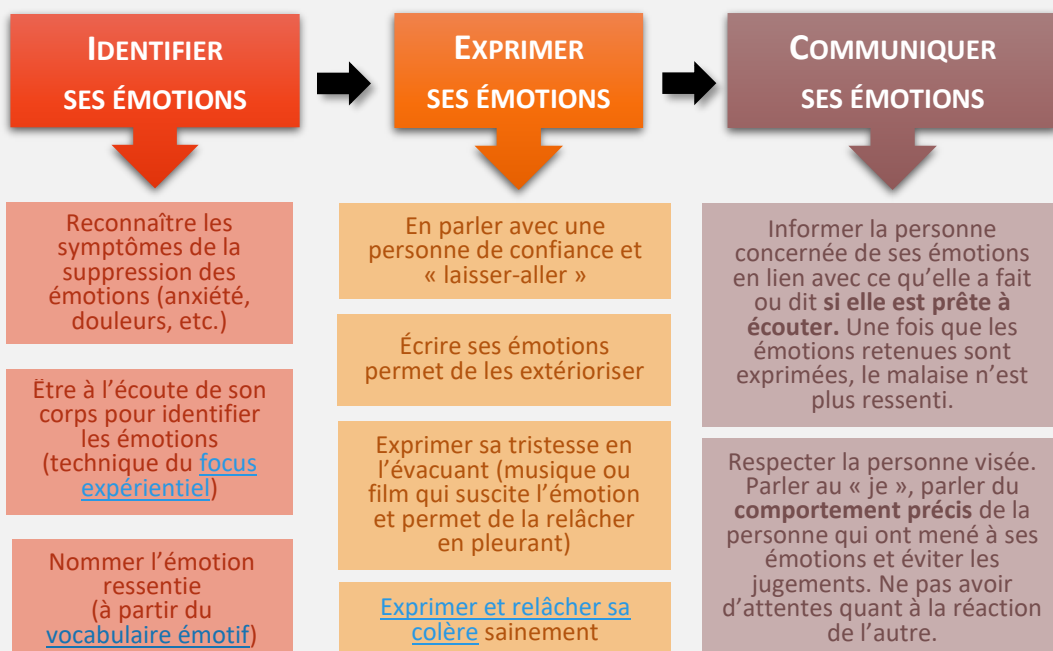 IDENTIFIER
SES ÉMOTIONS
Reconnaître les
symptômes de la
suppression des
émotions (anxiété,
douleurs, etc.)
Être à l’écoute de son
corps pour identifier
les émotions
(technique du focus
expérientiel)
Nommer l’émotion
ressentie
(à partir du
vocabulaire émotif)
EXPRIMER
SES ÉMOTIONS
En parler avec une
personne de confiance et
« laisser-aller »
Écrire ses émotions
permet de les extérioriser
Exprimer sa tristesse en
l’évacuant (musique ou
film qui suscite l’émotion
et permet de la relâcher
en pleurant)
Exprimer et relâcher sa
colère sainement
COMMUNIQUER
SES ÉMOTIONS
Informer la personne
concernée de ses émotions
en lien avec ce qu’elle a fait
ou dit si elle est prête à
écouter. Une fois que les
émotions retenues sont
exprimées, le malaise n’est
plus ressenti.
Respecter la personne visée.
Parler au « je », parler du
comportement précis de la
personne qui ont mené à ses
émotions et éviter les
jugements. Ne pas avoir
d’attentes quant à la réaction
de l’autre.